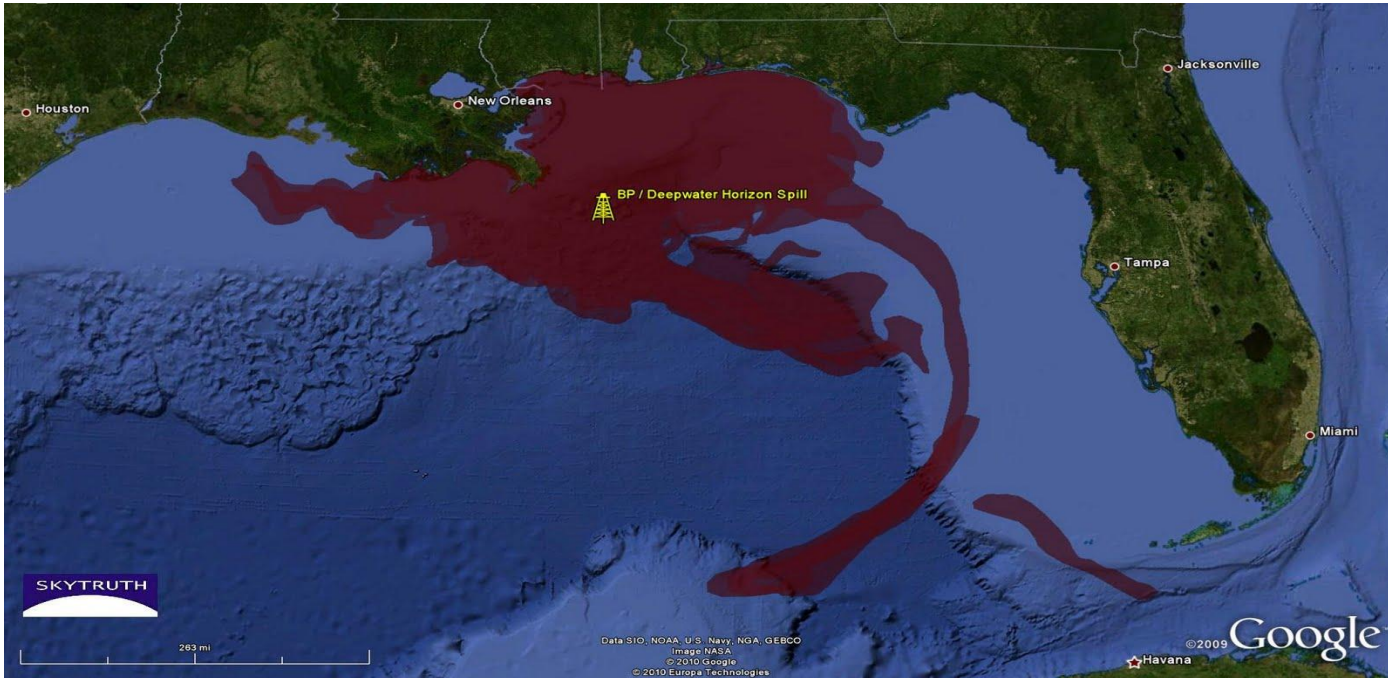 Jacksonville
Houston
New Orleans
BP / Deepwater Horizon Spill
Tampa
Miami
SKYTRUTH
263 mi
Data SIO, NOAA, U.S. Navy, NGA, GEBCO
Image NASA
© 2010 Google
© 2010 Europa Technologies
©2009 Google
Havana